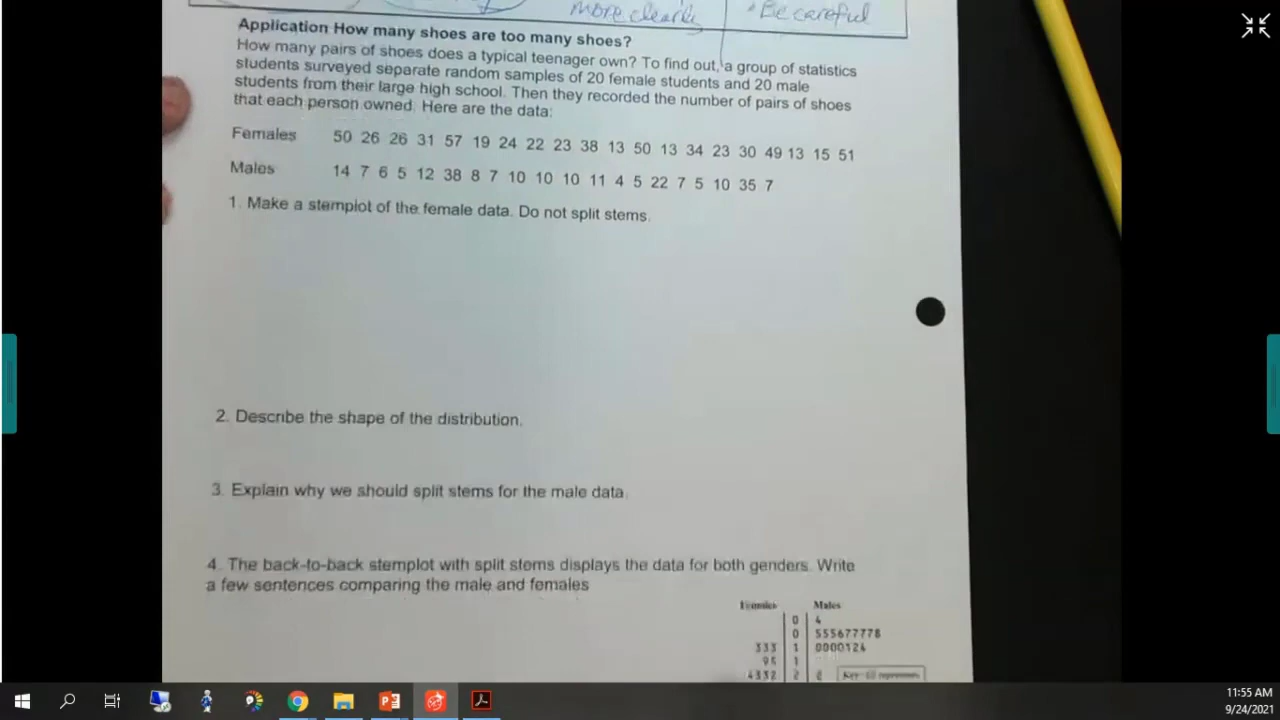 more clearly
Be careful
Application How many shoes are too many shoes?
How many pairs of shoes does a typical teenager own? To find out, a group of statistics
students surveyed separate random samples of 20 female students and 20 male
students from their large high school. Then they recorded the number of pairs of shoes
that each person owned. Here are the data:
Females 50 26 26 31 57 19 24 22 23 38 13 50 13 34 23 30 49 13 15 51
Males 14 7 6 5 12 38 8 7 10 10 10 11 4 5 22 7 5 10 35 7
1. Make a stemplot of the female data. Do not split stems.
2. Describe the shape of the distribution.
3. Explain why we should split stems for the male data.
4. The back-to-back stemplot with split stems displays the data for both genders. Write
a few sentences comparing the male and females
Females Males
0 4
0 555677778
333 1 0000124
95 1
4332 2 2 Key
11:55 AM
9/24/2021